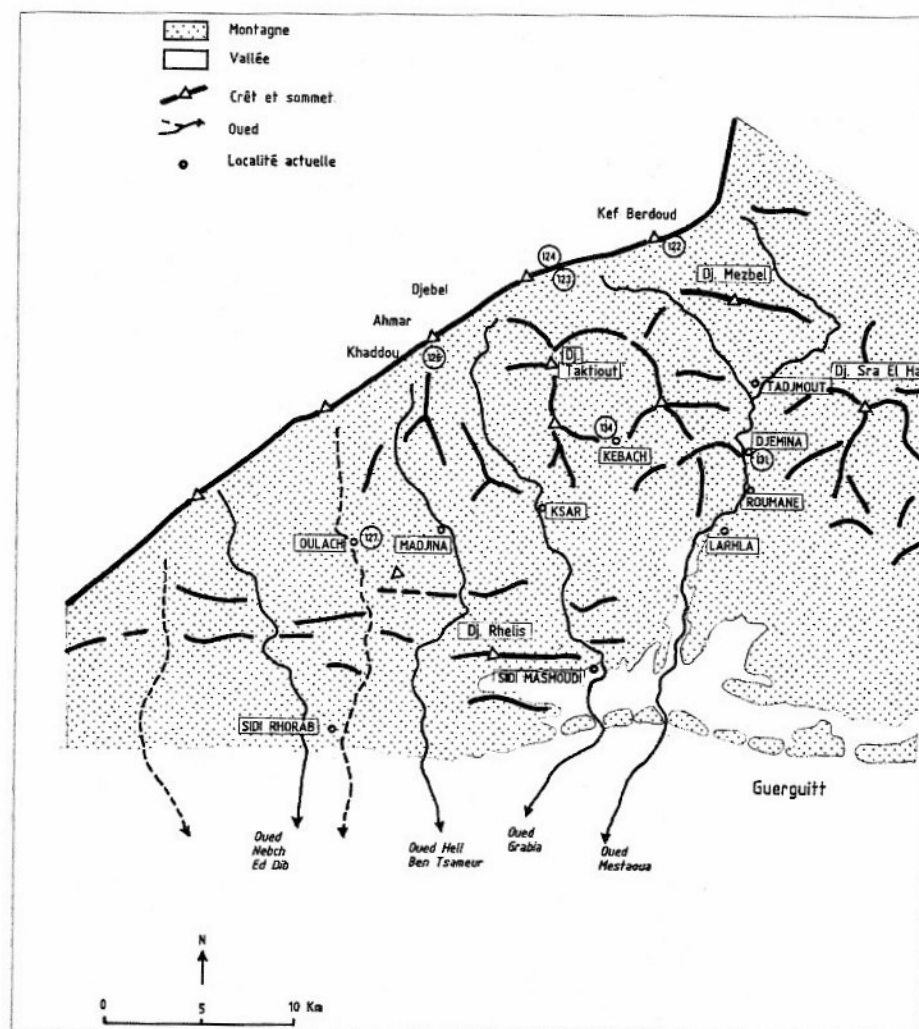 Montagne
Vallée
Crêt et sommet
Oued
Localité actuelle
Kef Berdoud
122
124
123
Dj. Mezbel
Djebel
Ahmar
Khaddou
126
Dj.
Taktiout
Dj. Sra El Ha
TADJMOUT
134
KEBACH
DJEMINA
131
ROUMANE
KSAR
LARHLA
OULACH
127
MADJINA
Dj. Rhelis
SIDI MASMOUDI
SIDI RHORAB
Guerguitt
Oued
Nebch
Ed Dib
Oued Hell
Ben Tsameur
Oued
Grabia
Oued
Mestaoua
N
0 5 10 Km